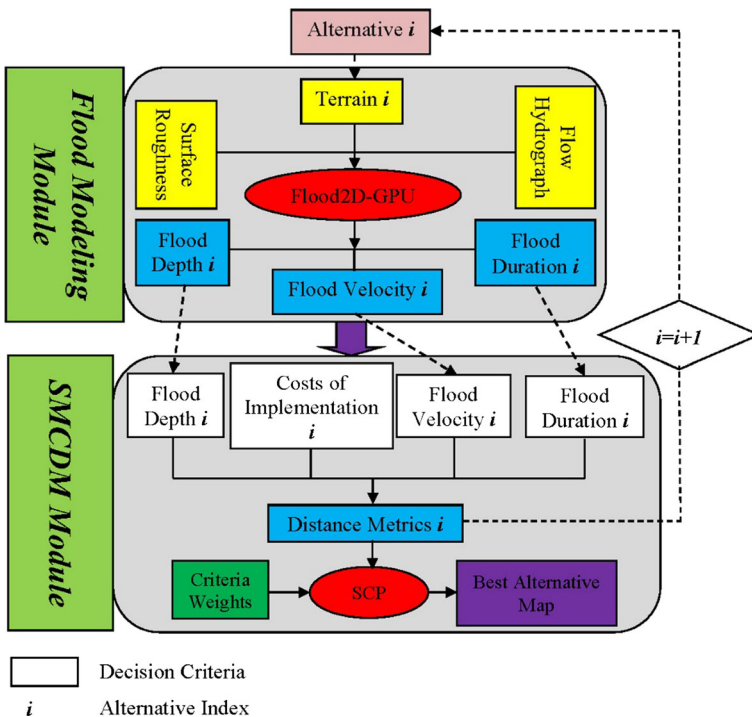 Alternative i
Flood Modeling
Module
Terrain i
Surface
Roughness
Flow
Hydrograph
Flood2D-GPU
Flood
Depth i
Flood Velocity i
Flood
Duration i
i=i+1
SMCDM Module
Flood
Depth i
Costs of
Implementation
i
Flood
Velocity i
Flood
Duration i
Distance Metrics i
Criteria
Weights
SCP
Best Alternative
Map
Decision Criteria
i Alternative Index